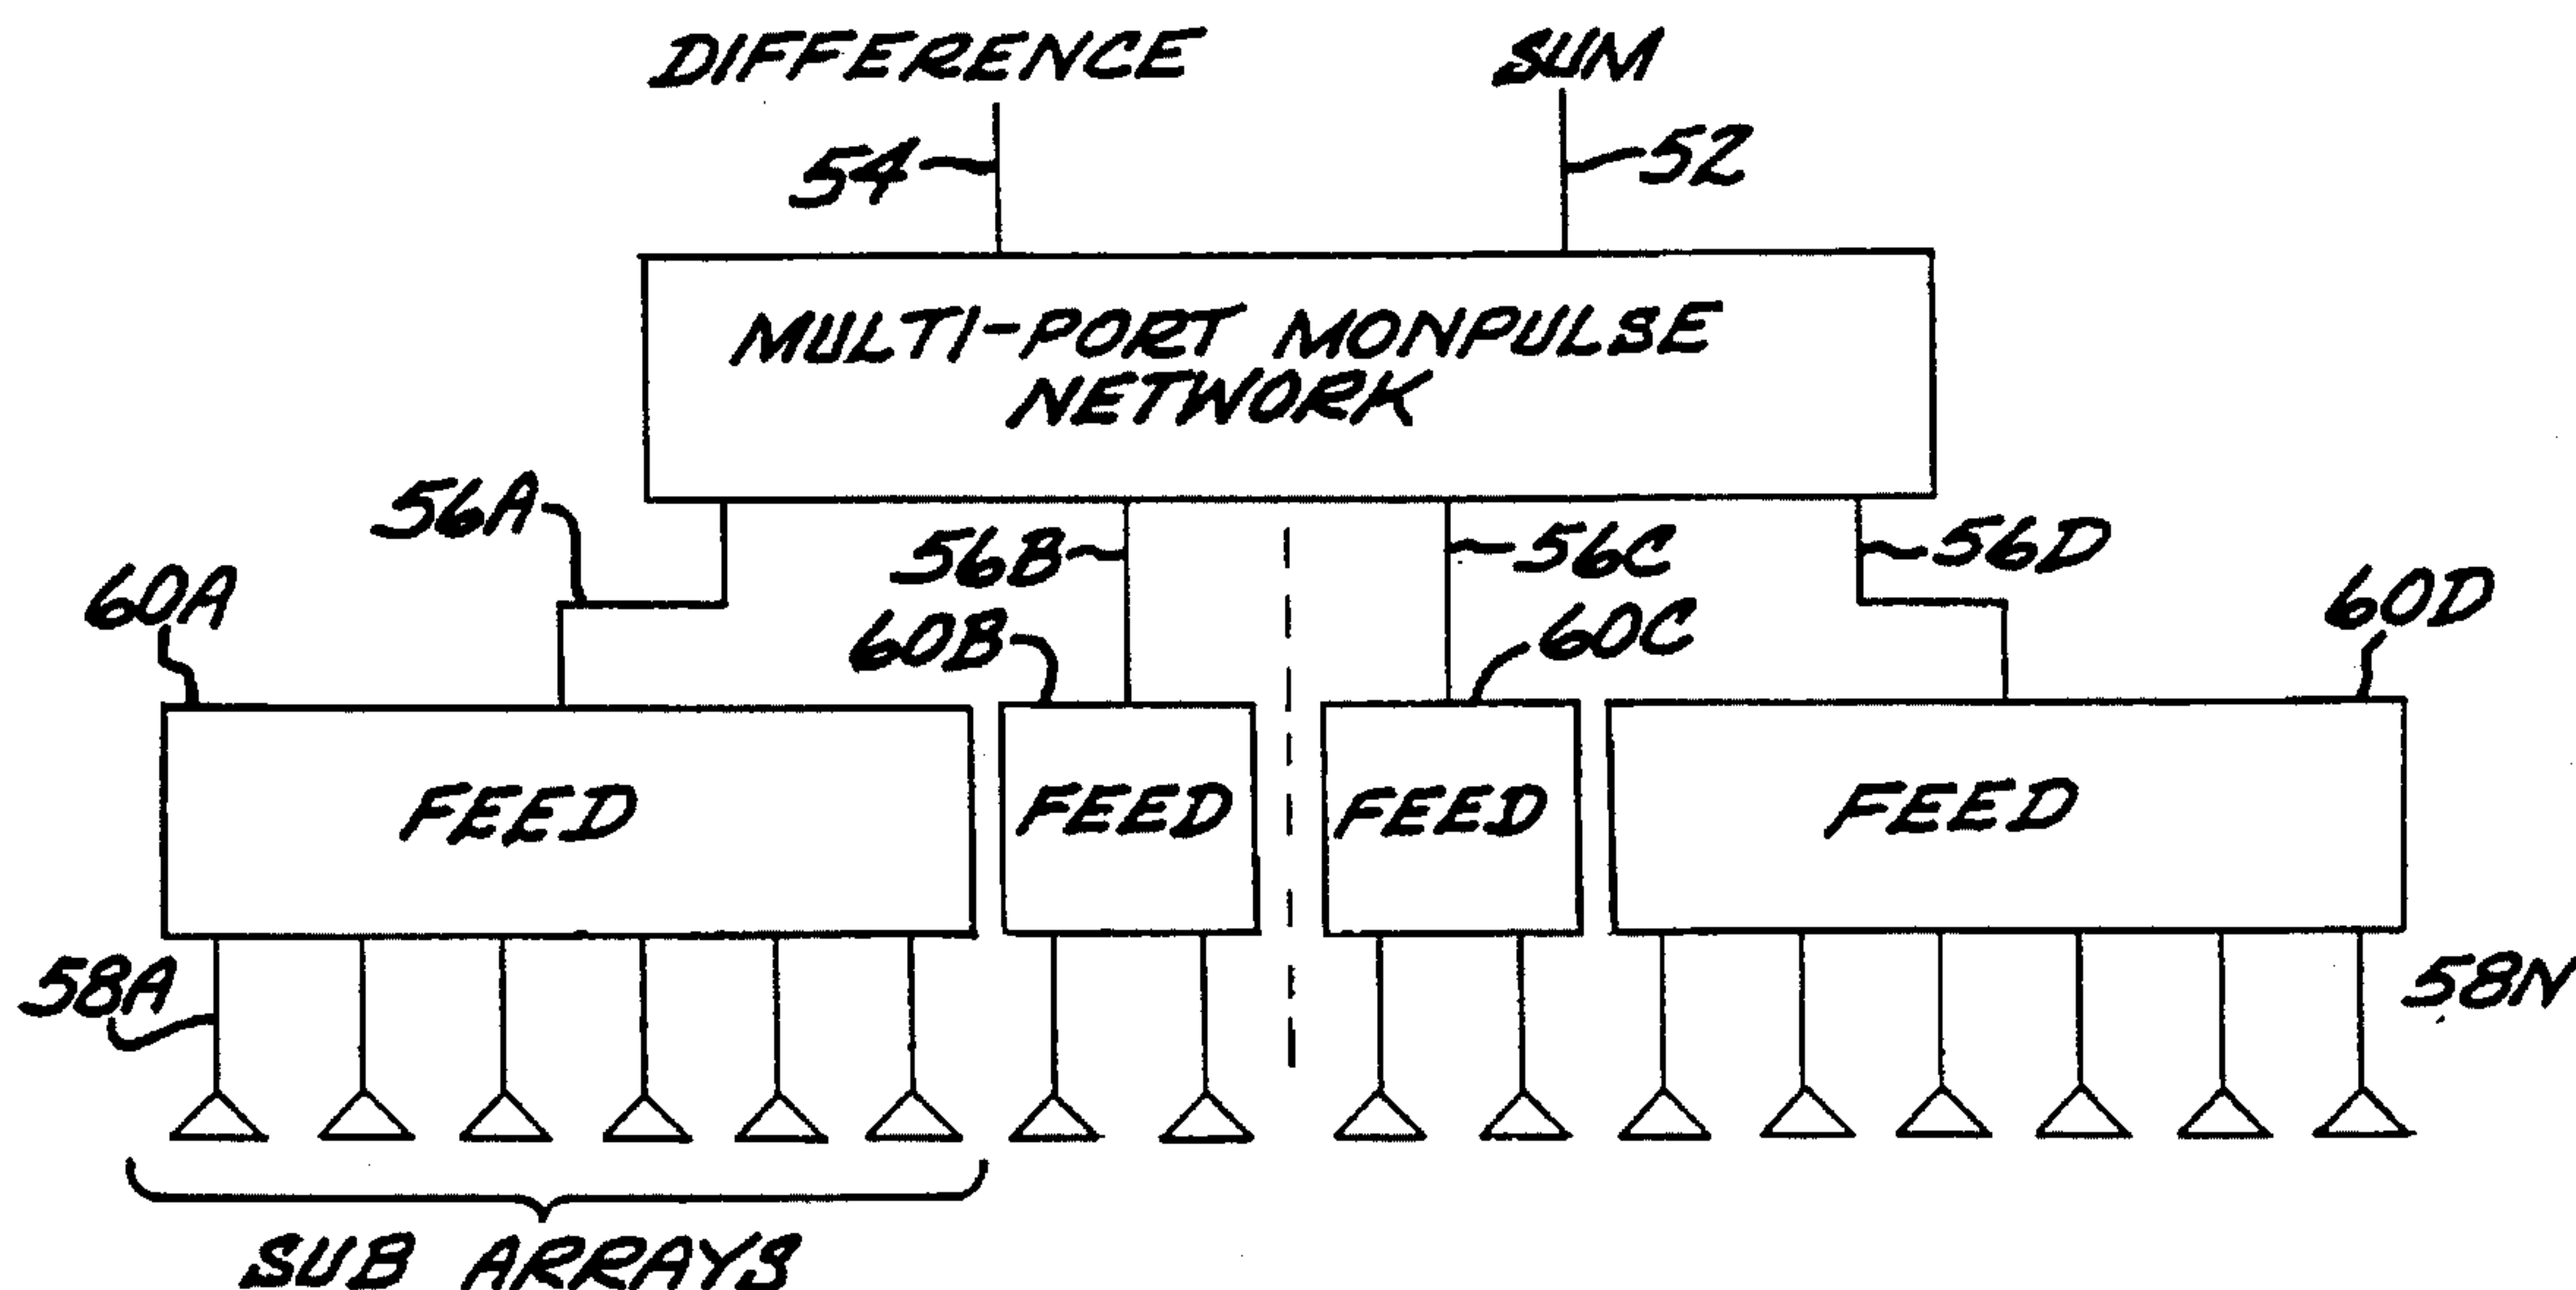 DIFFERENCE SUM
54 52
MULTI-PORT MONPULSE
NETWORK
56A 56B 56C 56D
60A 60B 60C 60D
FEED FEED FEED FEED
58A 58N
SUB ARRAYS